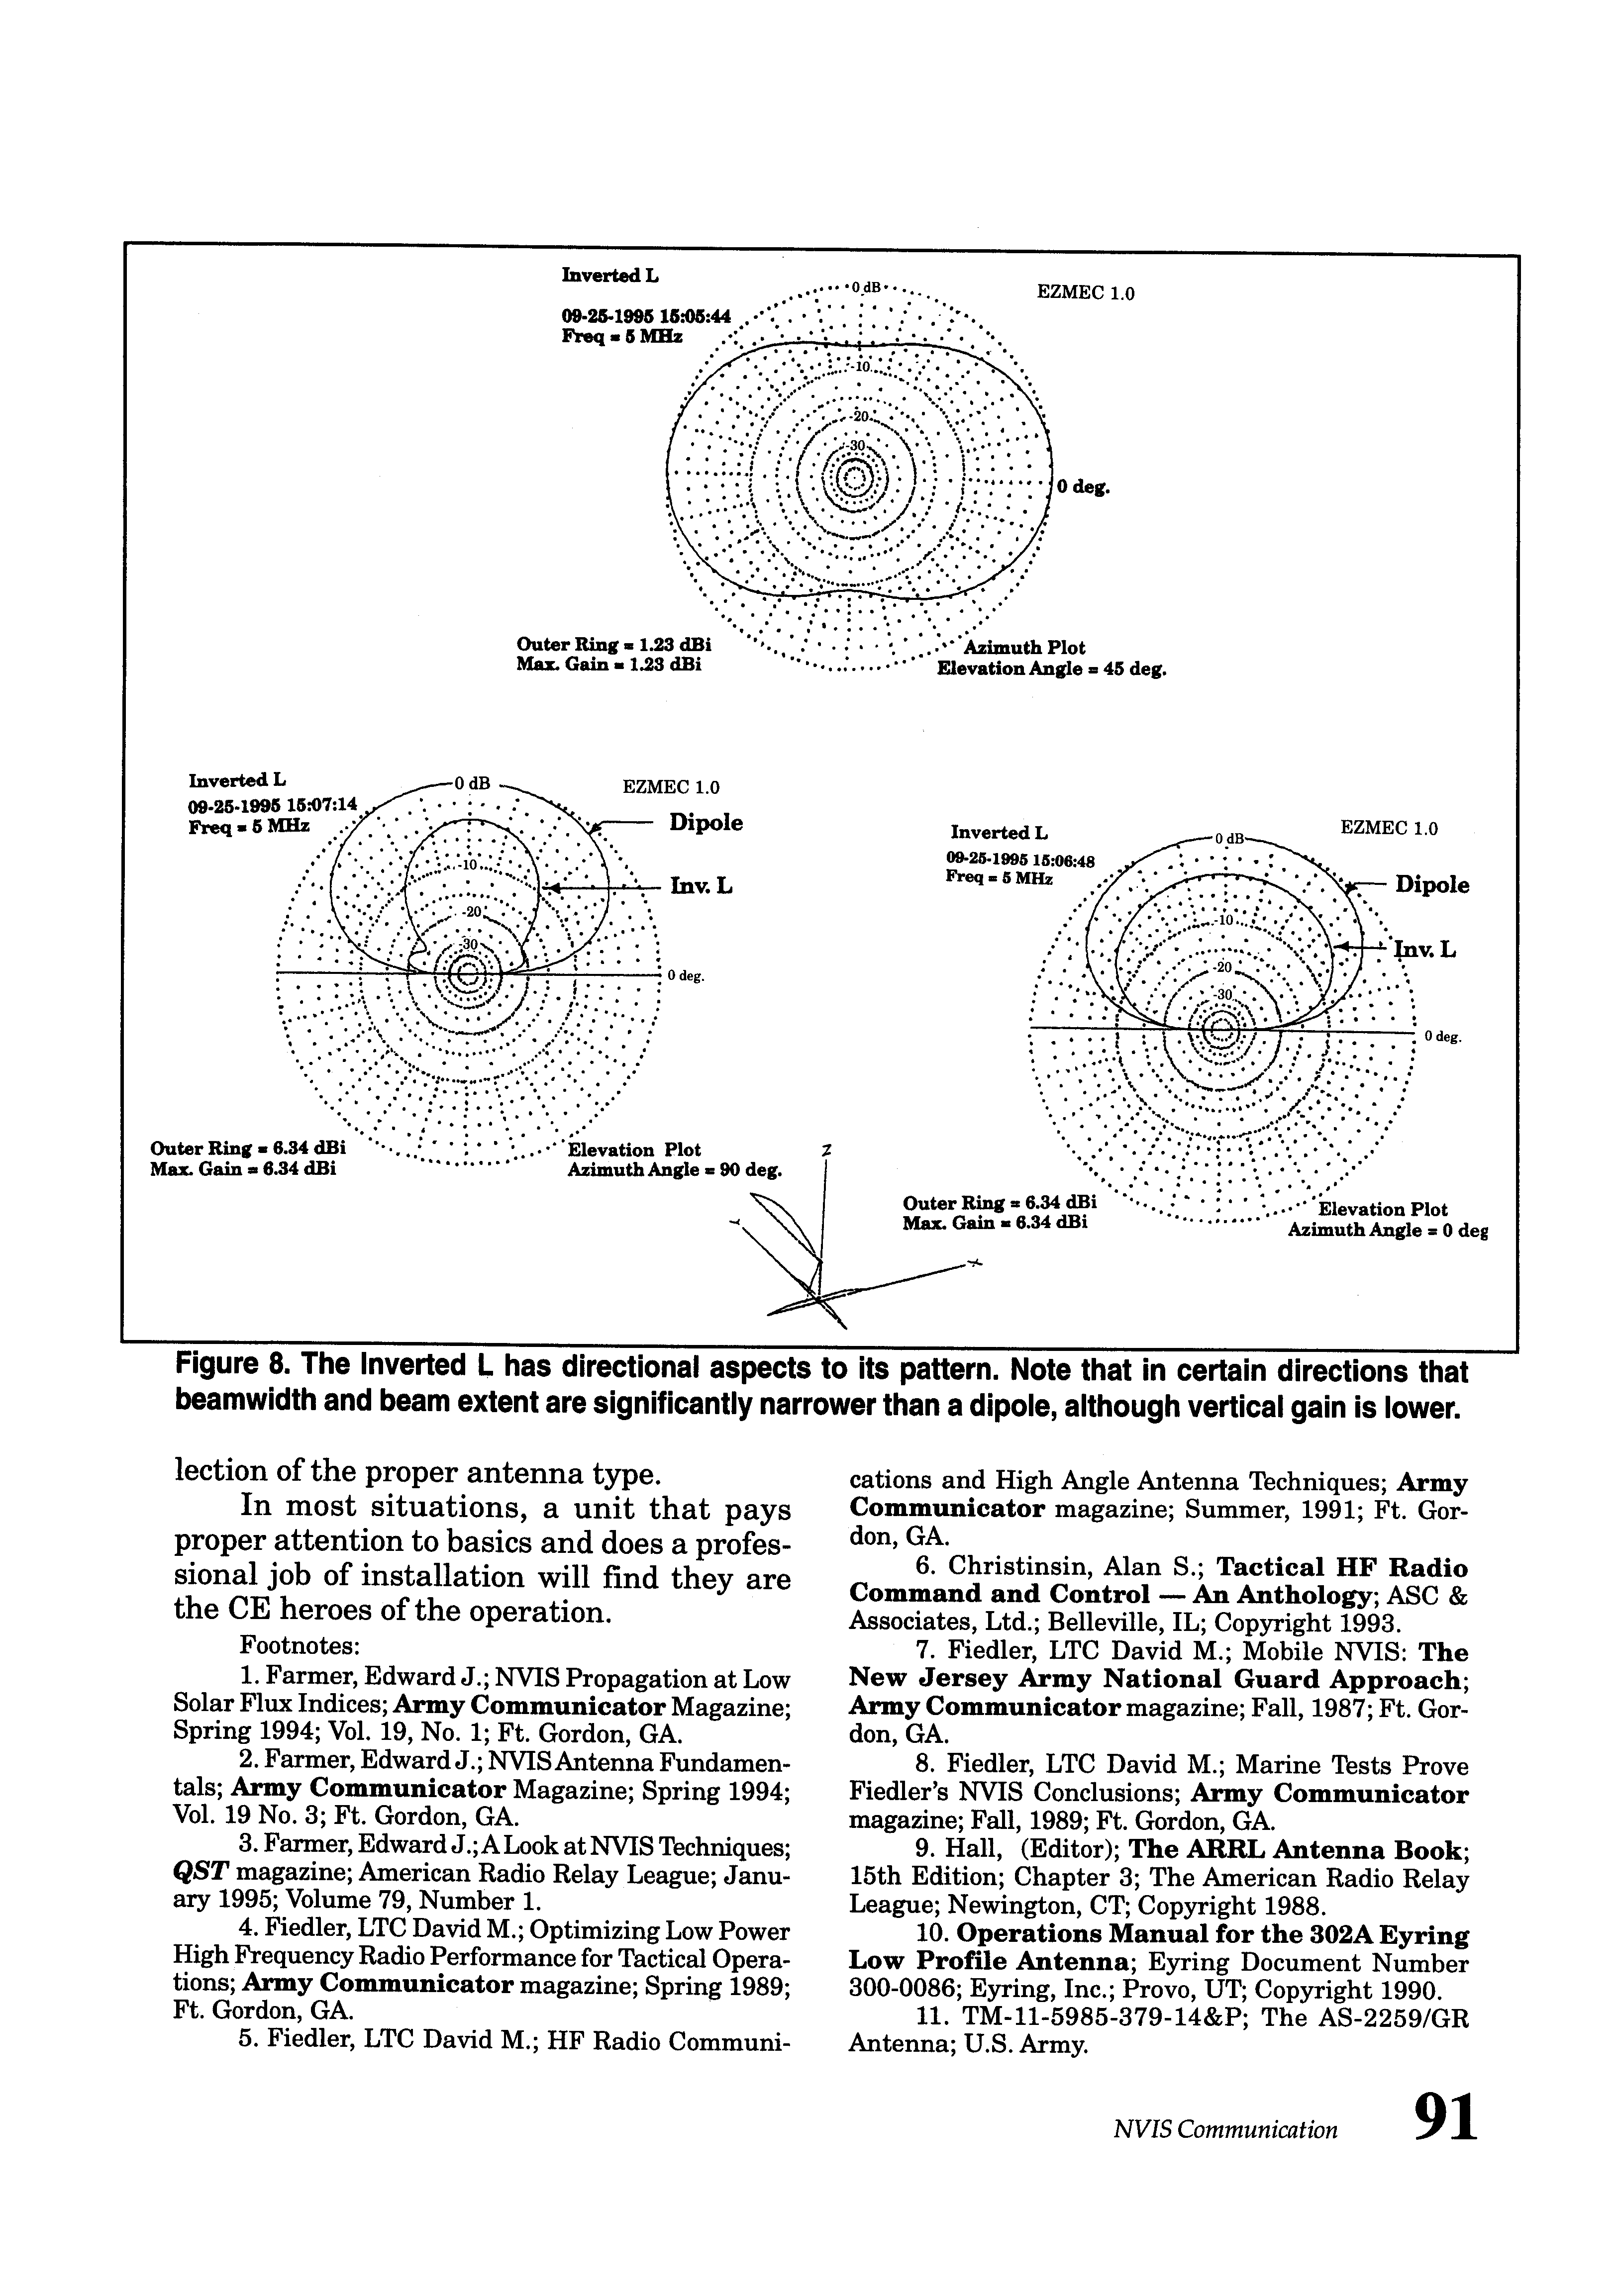 Inverted L
09-25-1995 15:05:44
Freq = 5 MHz
0 dB
EZMEC 1.0
-10
-20
-30
0 deg.
Outer Ring = 1.23 dBi
Max. Gain = 1.23 dBi
Azimuth Plot
Elevation Angle = 45 deg.
Inverted L
09-25-1995 15:07:14
Freq = 5 MHz
0 dB
EZMEC 1.0
Dipole
-10
Inv. L
-20
-30
0 deg.
Outer Ring = 6.34 dBi
Max. Gain = 6.34 dBi
Elevation Plot
Azimuth Angle = 90 deg.
Inverted L
09-25-1995 15:06:48
Freq = 5 MHz
0 dB
EZMEC 1.0
Dipole
-10
Inv. L
-20
-30
0 deg.
Outer Ring = 6.34 dBi
Max. Gain = 6.34 dBi
Elevation Plot
Azimuth Angle = 0 deg
Z
Y
X
Figure 8. The Inverted L has directional aspects to its pattern. Note that in certain directions that
beamwidth and beam extent are significantly narrower than a dipole, although vertical gain is lower.
lection of the proper antenna type.
In most situations, a unit that pays
proper attention to basics and does a profes-
sional job of installation will find they are
the CE heroes of the operation.
Footnotes:
1. Farmer, Edward J.; NVIS Propagation at Low
Solar Flux Indices; Army Communicator Magazine;
Spring 1994; Vol. 19, No. 1; Ft. Gordon, GA.
2. Farmer, Edward J.; NVIS Antenna Fundamen-
tals; Army Communicator Magazine; Spring 1994;
Vol. 19 No. 3; Ft. Gordon, GA.
3. Farmer, Edward J.; A Look at NVIS Techniques;
QST magazine; American Radio Relay League; Janu-
ary 1995; Volume 79, Number 1.
4. Fiedler, LTC David M.; Optimizing Low Power
High Frequency Radio Performance for Tactical Opera-
tions; Army Communicator magazine; Spring 1989;
Ft. Gordon, GA.
5. Fiedler, LTC David M.; HF Radio Communi-
cations and High Angle Antenna Techniques; Army
Communicator magazine; Summer, 1991; Ft. Gor-
don, GA.
6. Christinsin, Alan S.; Tactical HF Radio
Command and Control — An Anthology; ASC &
Associates, Ltd.; Belleville, IL; Copyright 1993.
7. Fiedler, LTC David M.; Mobile NVIS: The
New Jersey Army National Guard Approach;
Army Communicator magazine; Fall, 1987; Ft. Gor-
don, GA.
8. Fiedler, LTC David M.; Marine Tests Prove
Fiedler's NVIS Conclusions; Army Communicator
magazine; Fall, 1989; Ft. Gordon, GA.
9. Hall, (Editor); The ARRL Antenna Book;
15th Edition; Chapter 3; The American Radio Relay
League; Newington, CT; Copyright 1988.
10. Operations Manual for the 302A Eyring
Low Profile Antenna; Eyring Document Number
300-0086; Eyring, Inc.; Provo, UT; Copyright 1990.
11. TM-11-5985-379-14&P; The AS-2259/GR
Antenna; U.S. Army.
NVIS Communication 91